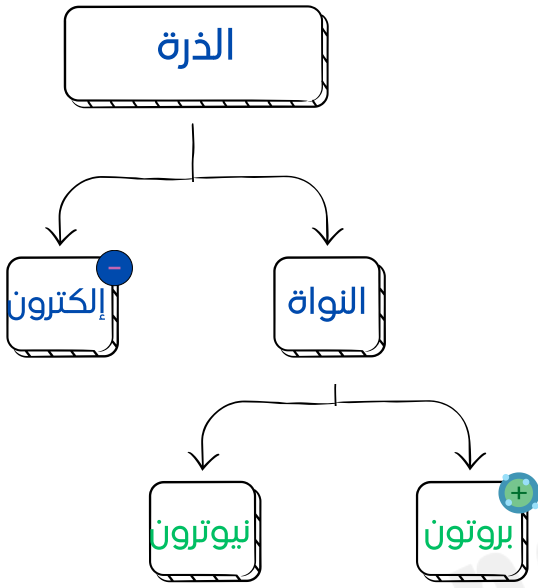 الذرة
النواة
إلكترون
-
بروتون
+
نيوترون